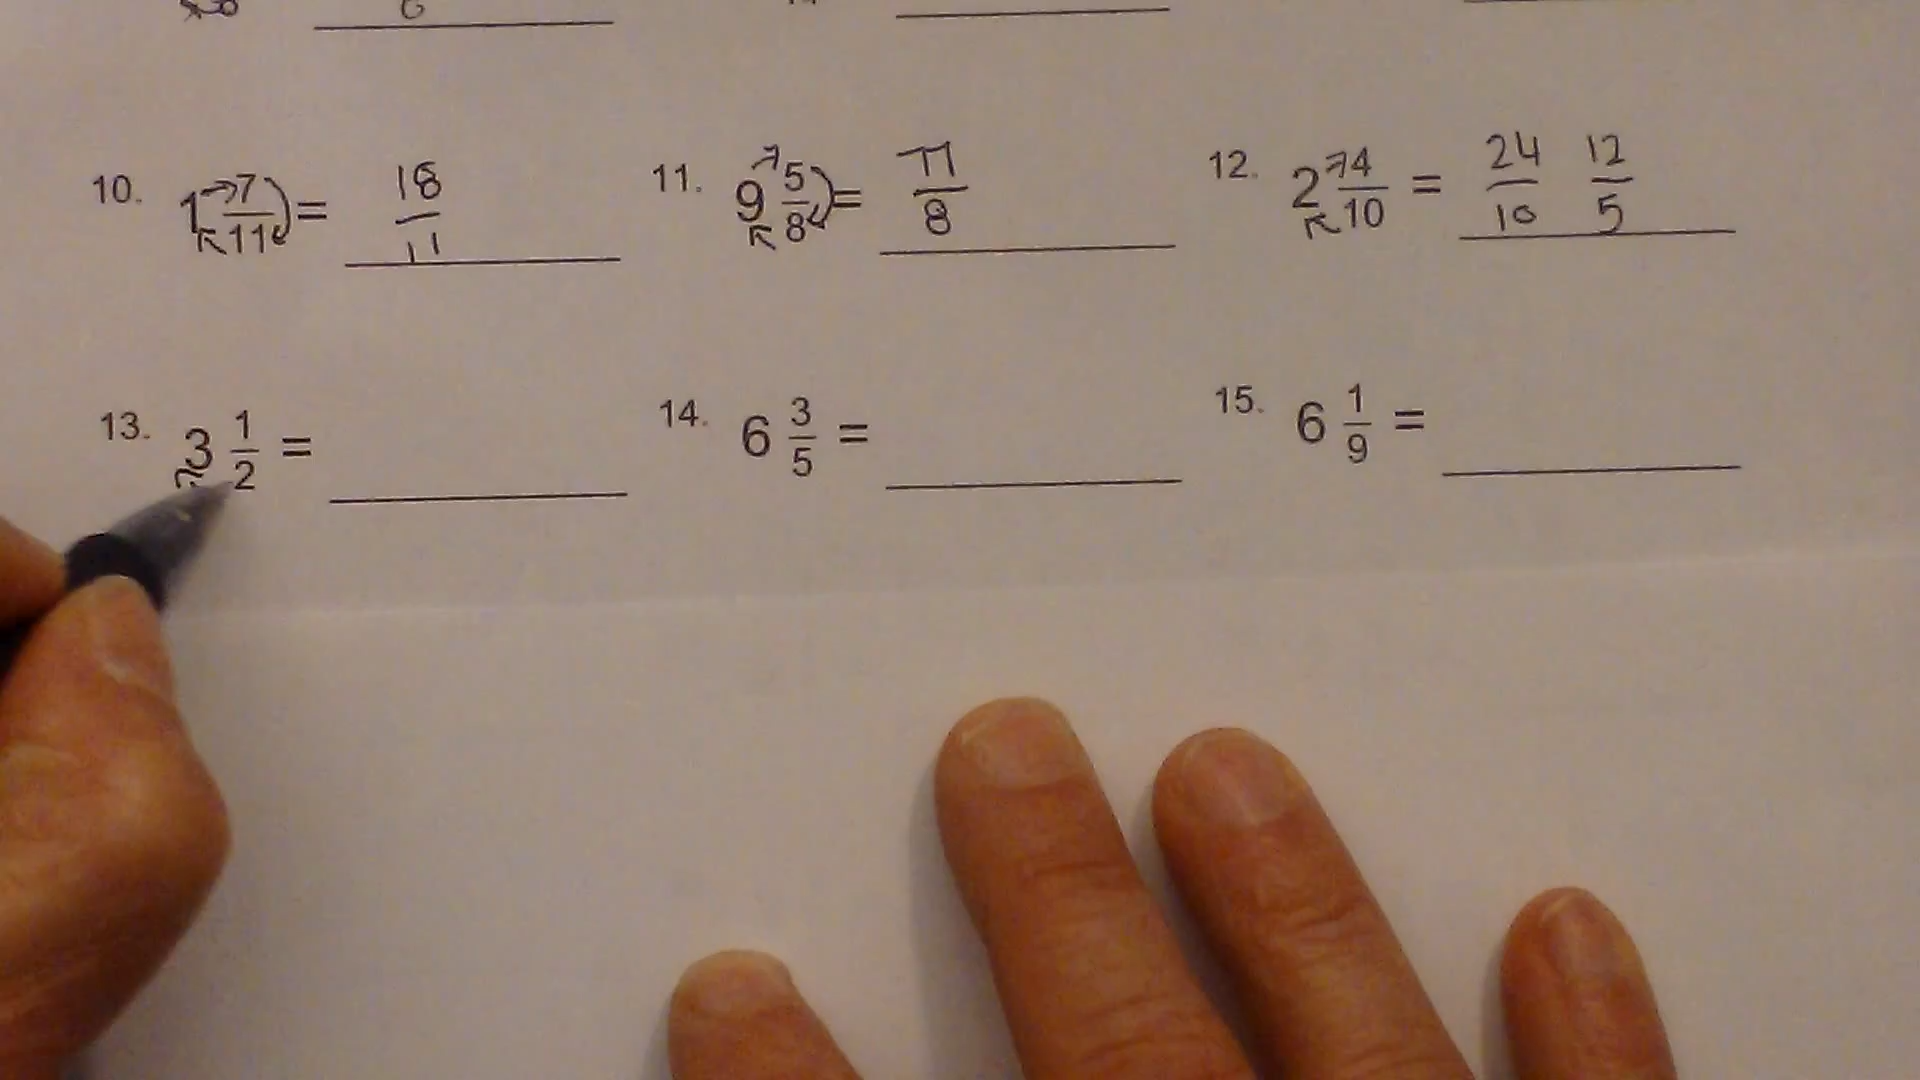 10. 1 7/11 = 18/11
11. 9 5/8 = 77/8
12. 2 4/10 = 24/10 12/5
13. 3 1/2 =
14. 6 3/5 =
15. 6 1/9 =